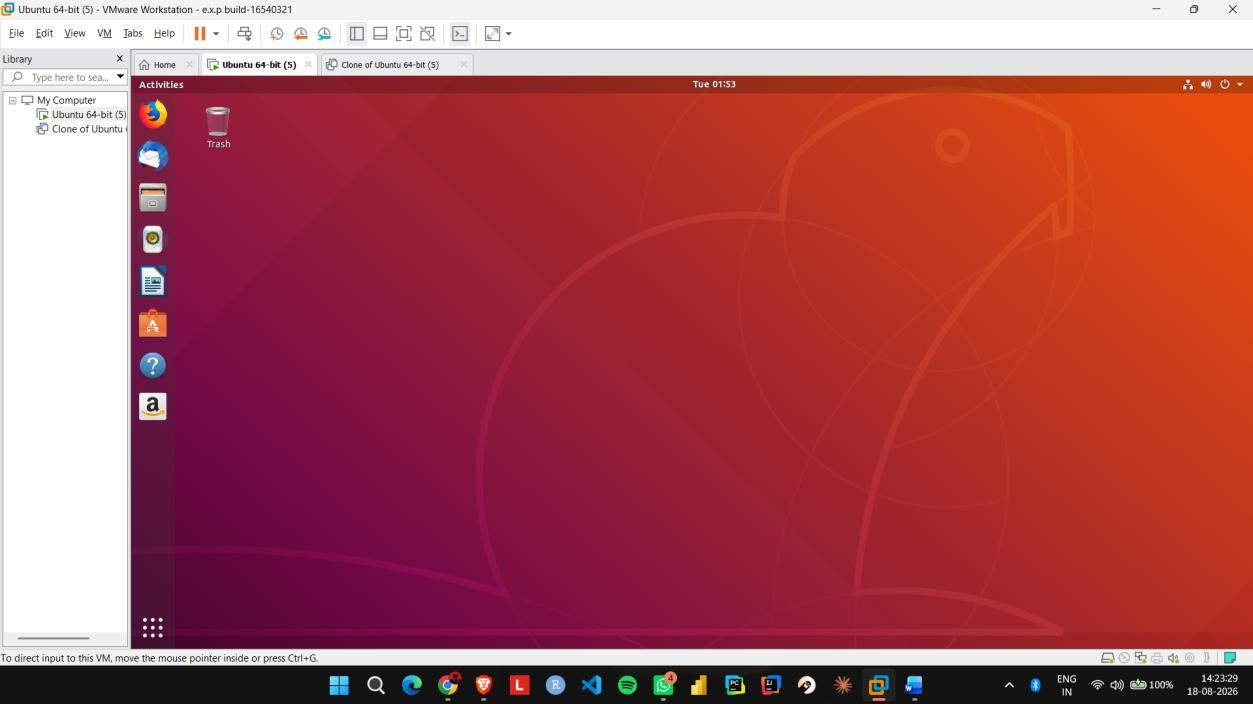 Ubuntu 64-bit (5) - VMware Workstation - e.x.p build-16540321
File Edit View VM Tabs Help
Library
Type here to sea...
My Computer
Ubuntu 64-bit (5)
Clone of Ubuntu
Home
Ubuntu 64-bit (5)
Clone of Ubuntu 64-bit (5)
Activities
Tue 01:53
Trash
To direct input to this VM, move the mouse pointer inside or press Ctrl+G.
4
ENG
IN
100%
14:23:29
18-08-2026